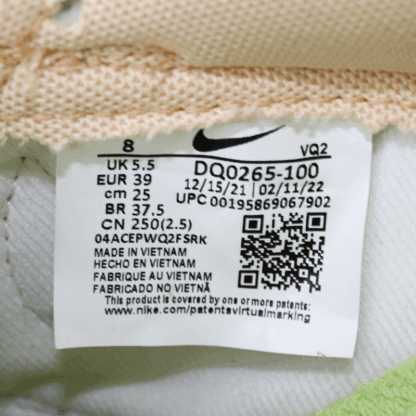 8 VQ2
UK 5.5 DQ0265-100
EUR 39 12/15/21 | 02/11/22
cm 25 UPC 00195869067902
BR 37.5
CN 250(2.5)
04ACEPWQ2FSRK
MADE IN VIETNAM
HECHO EN VIETNAM
FABRIQUE AU VIETNAM
FABRICADO NO VIETNÃ
This product is covered by one or more patents:
www.nike.com/patentsvirtualmarking